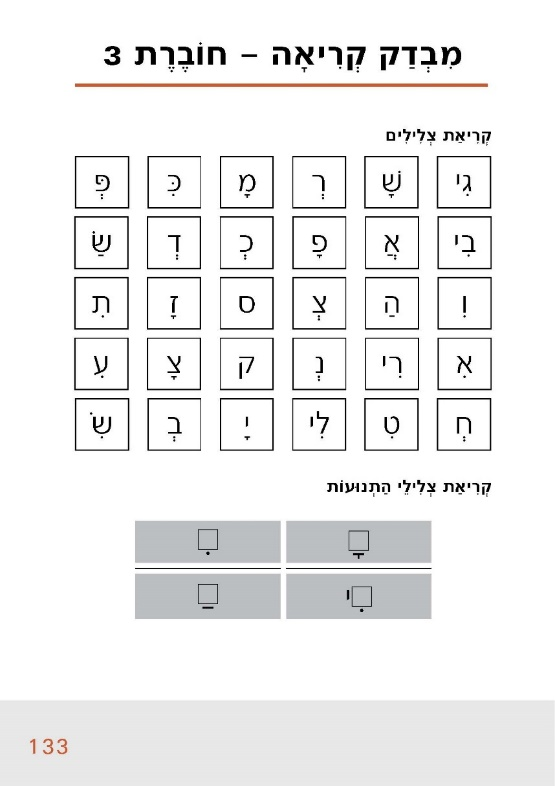 מִבְדַק קְרִיאָה – חוֹבֶרֶת 3
קְרִיאַת צְלִילִים
גִי שָׁ רְ מָ כִּ פְּ
בִי אֲ פָ כְ דְ שַׂ
וִ הַ צְ ס זָ תִ
אִ רִי נְ ק צָ עִ
חְ טִ לִי יָ בְ שִׂ
קְרִיאַת צְלִילֵי הַתְנוּעוֹת
133